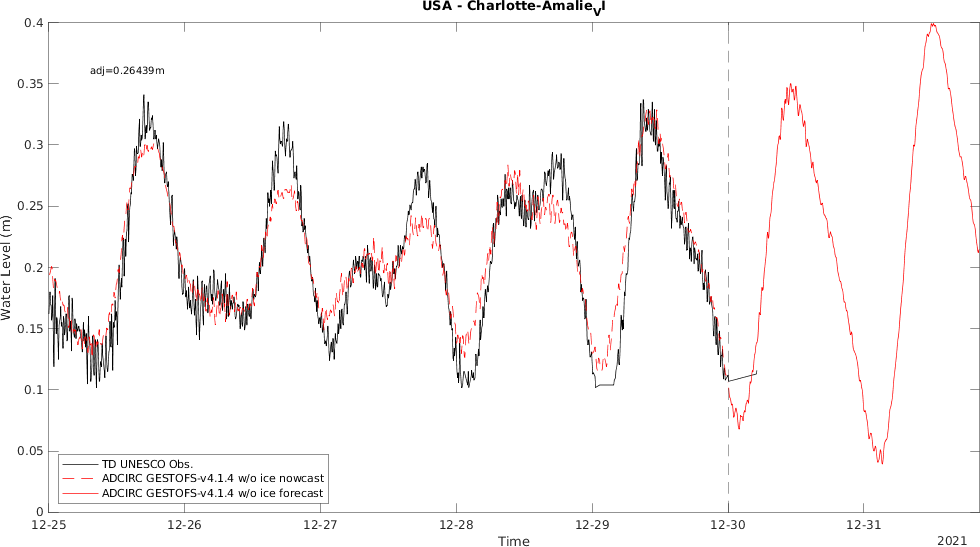 USA - Charlotte-AmalieVI
adj=0.26439m
0.4
0.35
0.3
0.25
0.2
0.15
0.1
0.05
0
Water Level (m)
TD UNESCO Obs.
ADCIRC GESTOFS-v4.1.4 w/o ice nowcast
ADCIRC GESTOFS-v4.1.4 w/o ice forecast
12-25
12-26
12-27
12-28
12-29
12-30
12-31
Time
2021